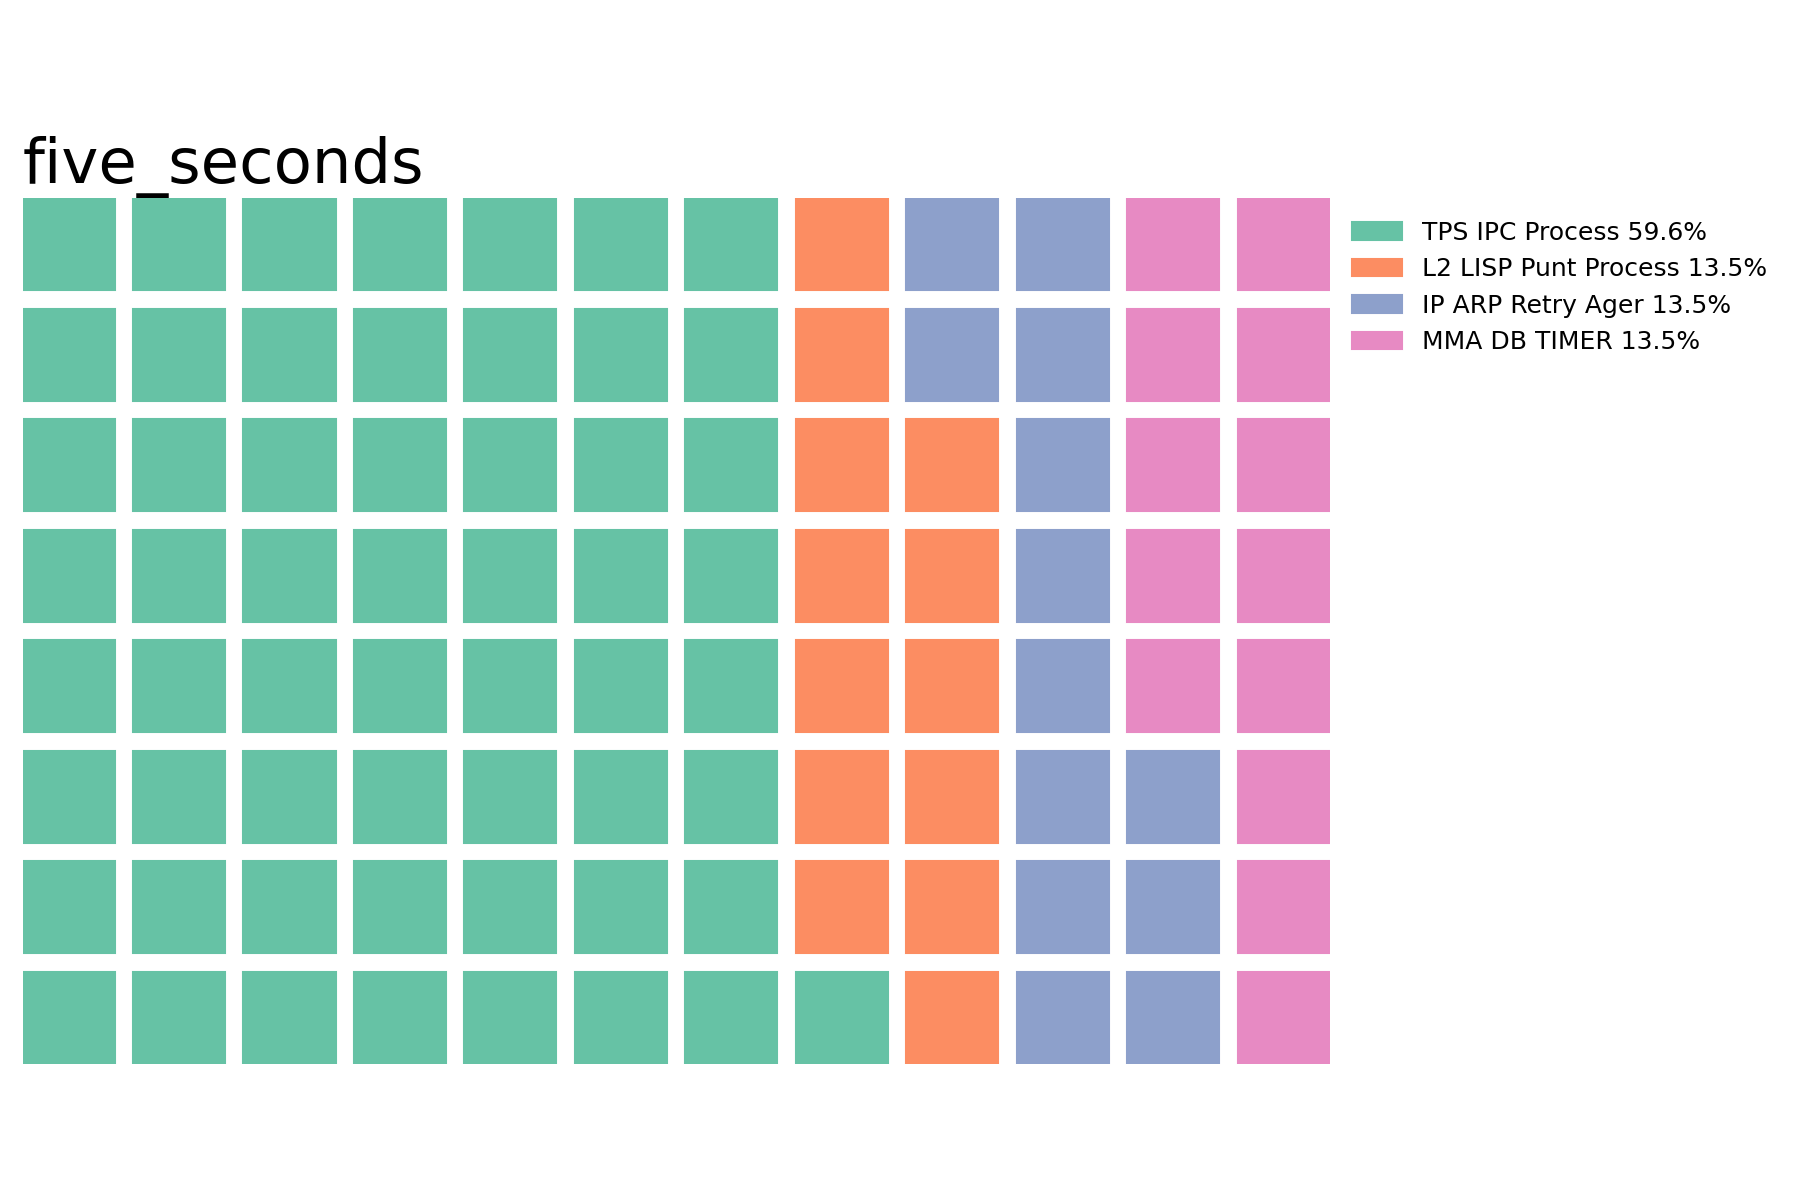 five_seconds
TPS IPC Process 59.6%
L2 LISP Punt Process 13.5%
IP ARP Retry Ager 13.5%
MMA DB TIMER 13.5%